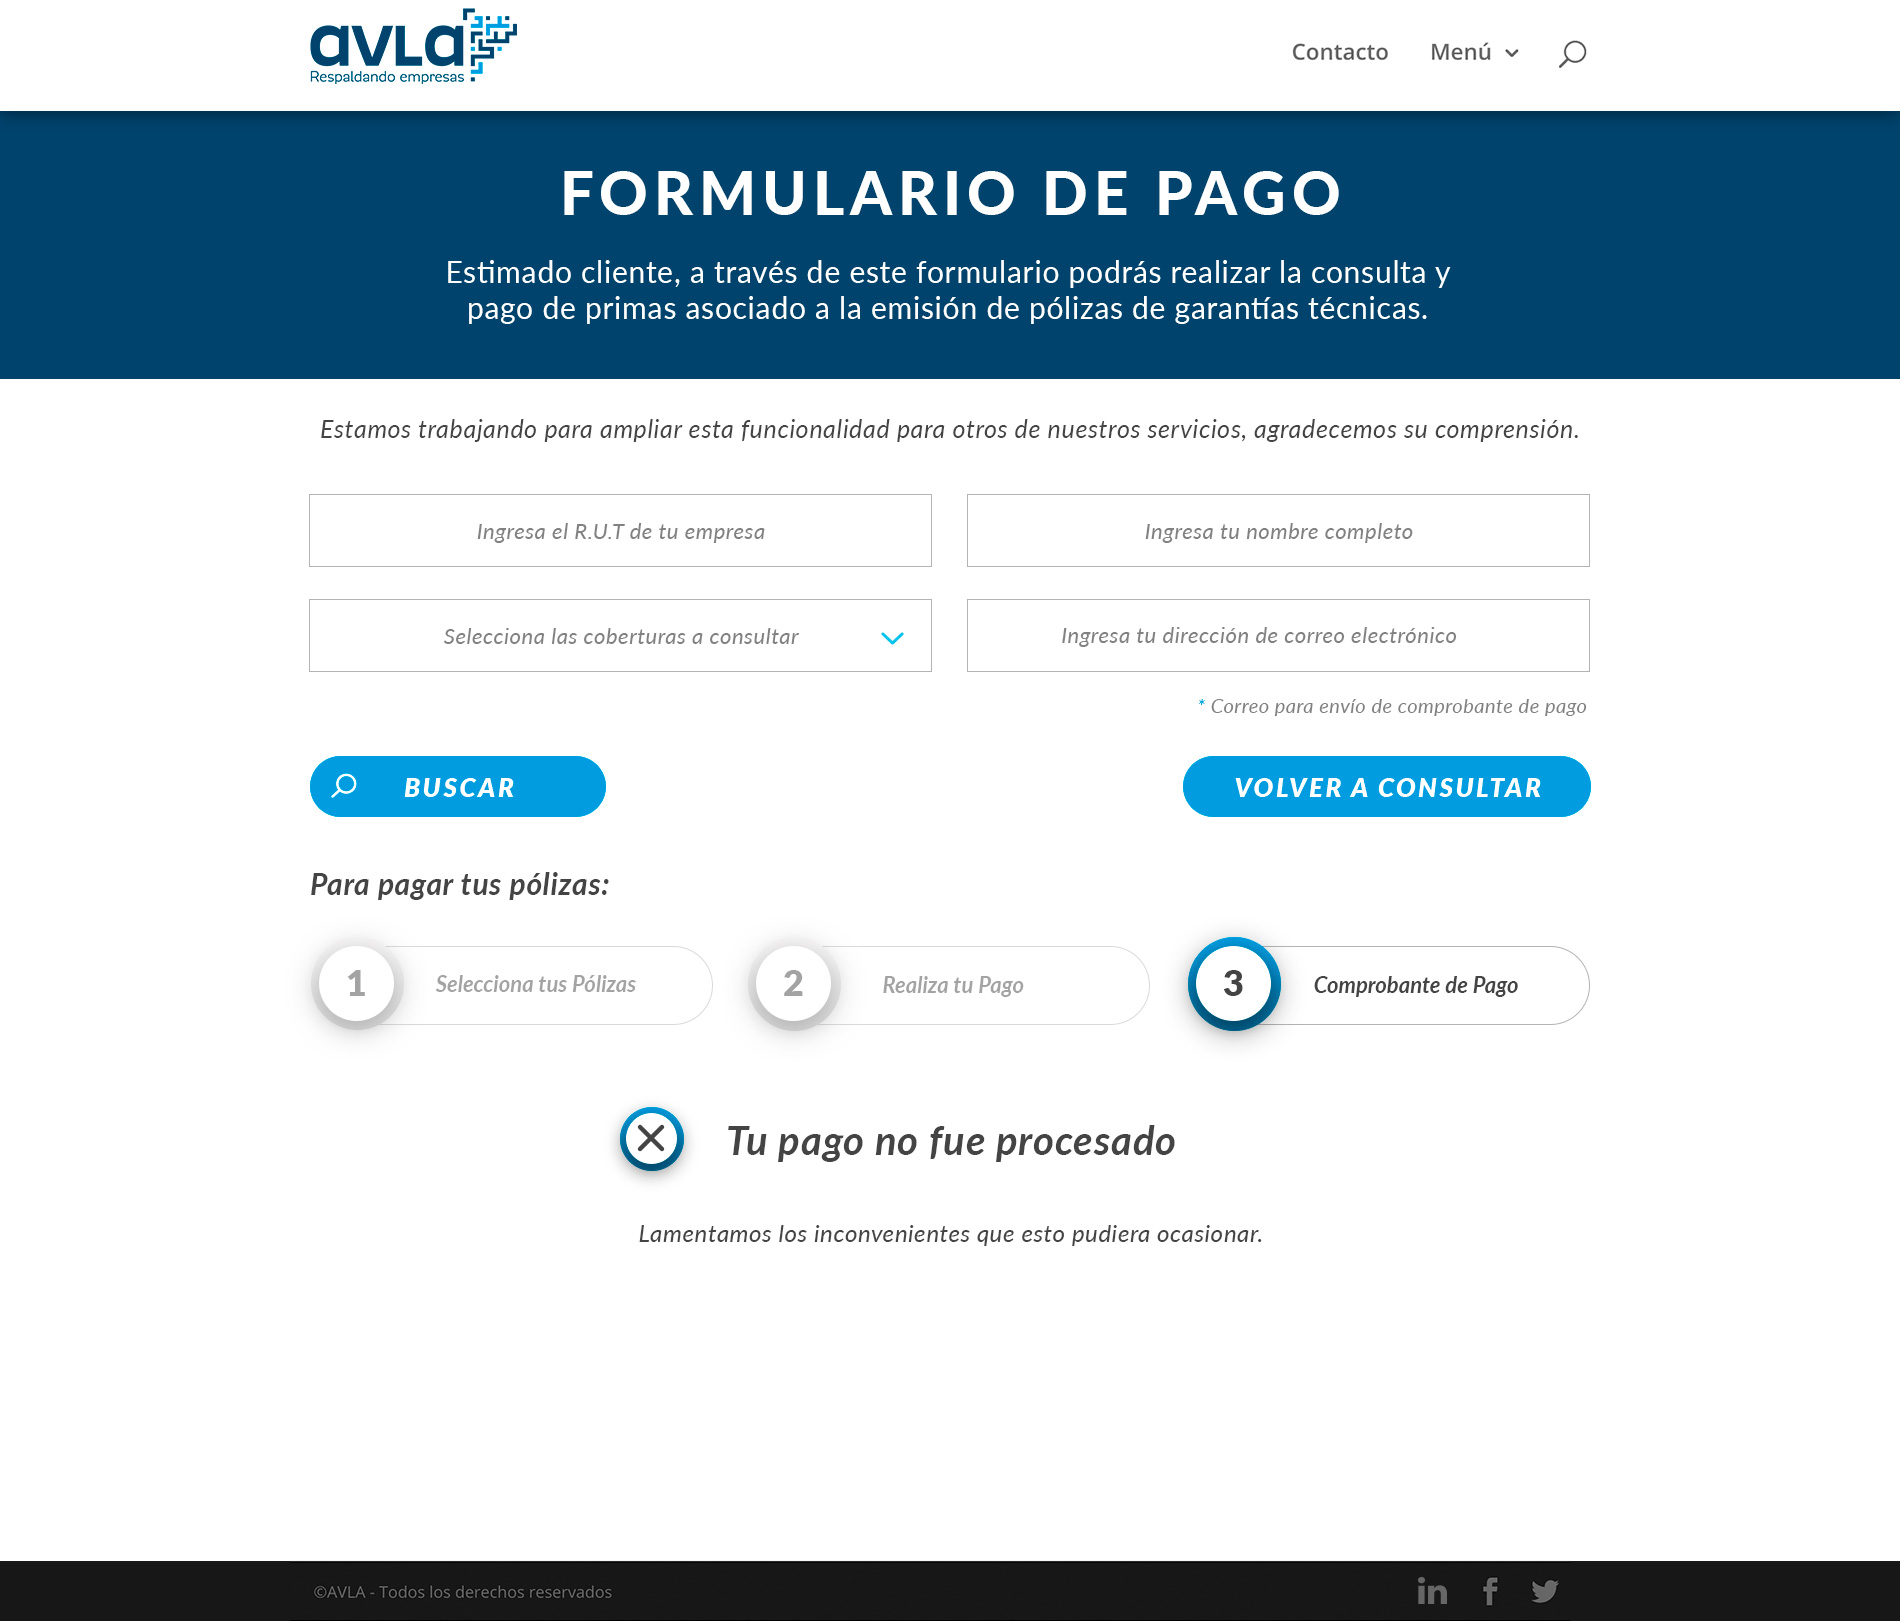 avLa
Respaldando empresas
Contacto
Menú
FORMULARIO DE PAGO
Estimado cliente, a través de este formulario podrás realizar la consulta y
pago de primas asociado a la emisión de pólizas de garantías técnicas.
Estamos trabajando para ampliar esta funcionalidad para otros de nuestros servicios, agradecemos su comprensión.
Ingresa el R.U.T de tu empresa
Ingresa tu nombre completo
Selecciona las coberturas a consultar
Ingresa tu dirección de correo electrónico
* Correo para envío de comprobante de pago
BUSCAR
VOLVER A CONSULTAR
Para pagar tus pólizas:
1 Selecciona tus Pólizas
2 Realiza tu Pago
3 Comprobante de Pago
Tu pago no fue procesado
Lamentamos los inconvenientes que esto pudiera ocasionar.
©AVLA - Todos los derechos reservados